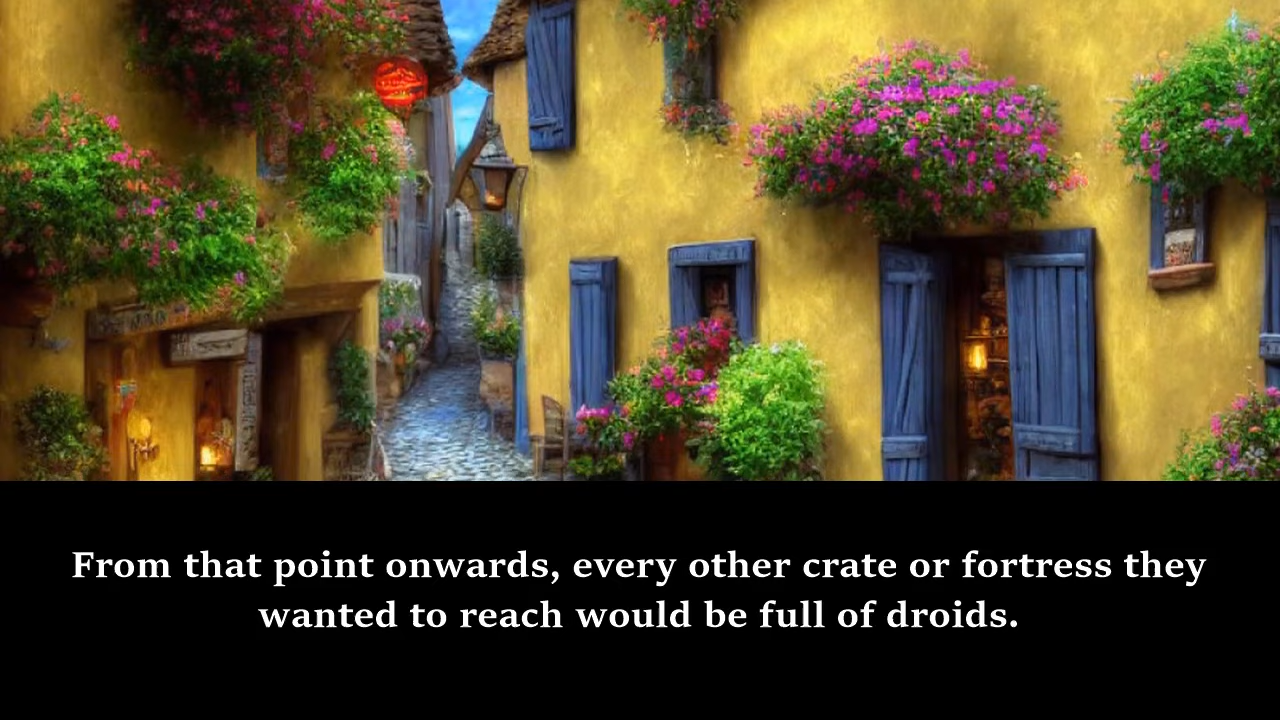 From that point onwards, every other crate or fortress they
wanted to reach would be full of droids.